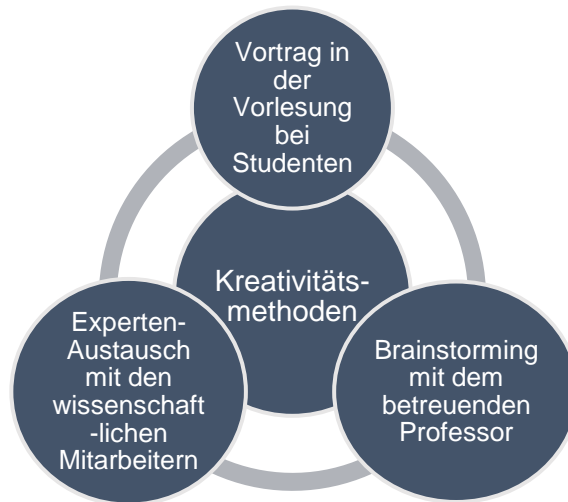 Vortrag in
der
Vorlesung
bei
Studenten
Kreativitäts-
methoden
Experten-
Austausch
mit den
wissenschaft
-lichen
Mitarbeitern
Brainstorming
mit dem
betreuenden
Professor